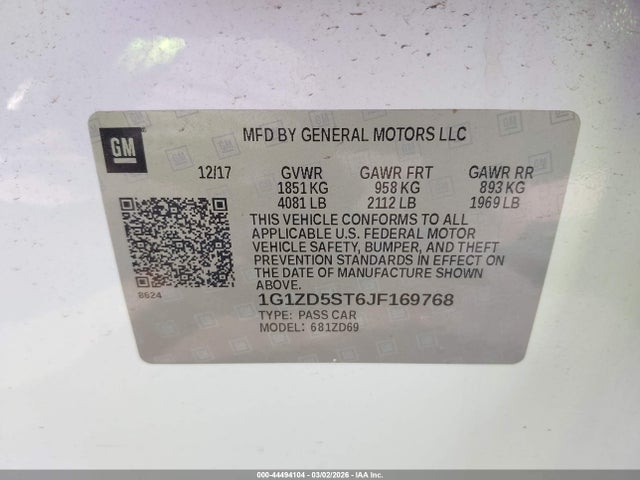 GM
MFD BY GENERAL MOTORS LLC
12/17 GVWR GAWR FRT GAWR RR
1851 KG 958 KG 893 KG
4081 LB 2112 LB 1969 LB
THIS VEHICLE CONFORMS TO ALL
APPLICABLE U.S. FEDERAL MOTOR
VEHICLE SAFETY, BUMPER, AND THEFT
PREVENTION STANDARDS IN EFFECT ON
THE DATE OF MANUFACTURE SHOWN
ABOVE.
8624
1G1ZD5ST6JF169768
TYPE: PASS CAR
MODEL: 681ZD69
000-44494104 | 03/02/2026 | IAA Inc.